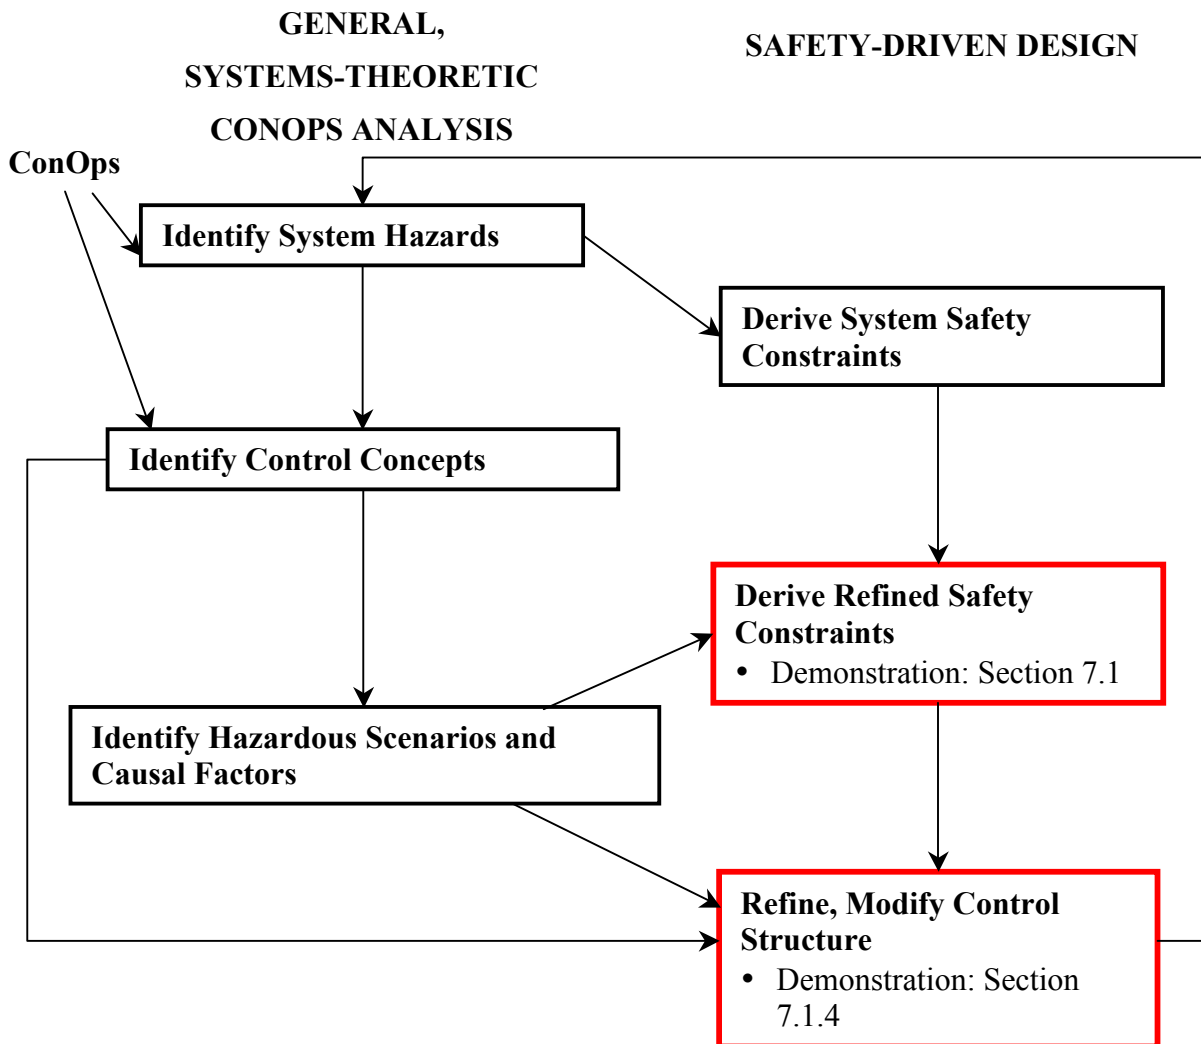 GENERAL,
SYSTEMS-THEORETIC
CONOPS ANALYSIS
SAFETY-DRIVEN DESIGN
ConOps
Identify System Hazards
Derive System Safety
Constraints
Identify Control Concepts
Derive Refined Safety
Constraints
• Demonstration: Section 7.1
Identify Hazardous Scenarios and
Causal Factors
Refine, Modify Control
Structure
• Demonstration: Section
7.1.4